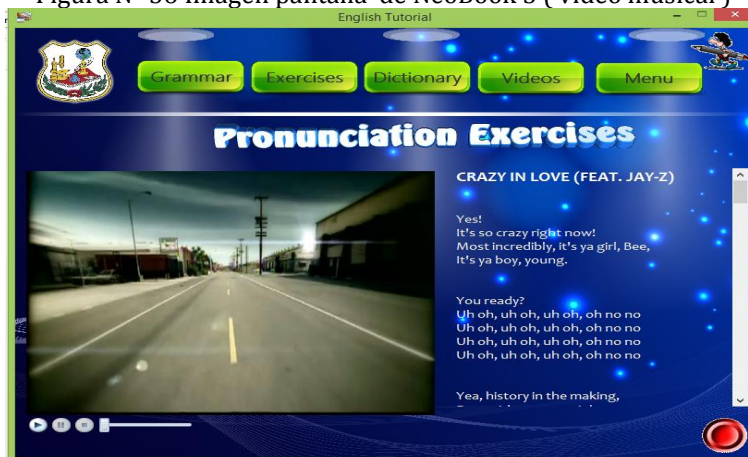 Figura N° Imagen pantalla de NeoBook 5 ( Video musical )
English Tutorial
Grammar Exercises Dictionary Videos Menu
Pronunciation Exercises
CRAZY IN LOVE (FEAT. JAY-Z)
Yes!
It's so crazy right now!
Most incredibly, it's ya girl, Bee,
It's ya boy, young.
You ready?
Uh oh, uh oh, uh oh, oh no no
Uh oh, uh oh, uh oh, oh no no
Uh oh, uh oh, uh oh, oh no no
Uh oh, uh oh, uh oh, oh no no
Yea, history in the making,